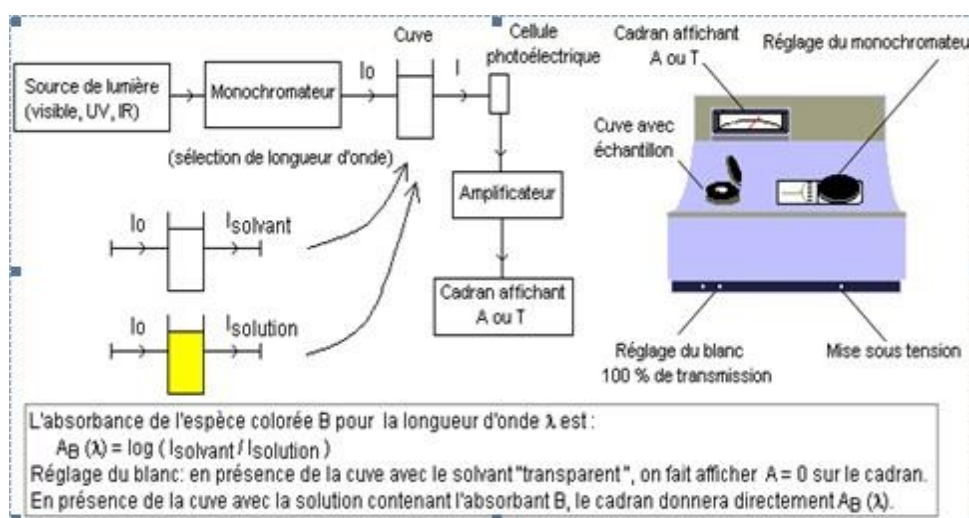 Source de lumière
(visible, UV, IR)
Monochromateur
Io
Cuve
I
Cellule
photoélectrique
(sélection de longueur d'onde)
Amplificateur
Cadran affichant
A ou T
Io
Isolvant
Io
Isolution
Cadran affichant
A ou T
Réglage du monochromateu
Cuve avec
échantillon
Réglage du blanc
100 % de transmission
Mise sous tension
L'absorbance de l'espèce colorée B pour la longueur d'onde λ est :
AB (λ) = log ( Isolvant / Isolution )
Réglage du blanc: en présence de la cuve avec le solvant "transparent ", on fait afficher A = 0 sur le cadran.
En présence de la cuve avec la solution contenant l'absorbant B, le cadran donnera directement AB (λ).